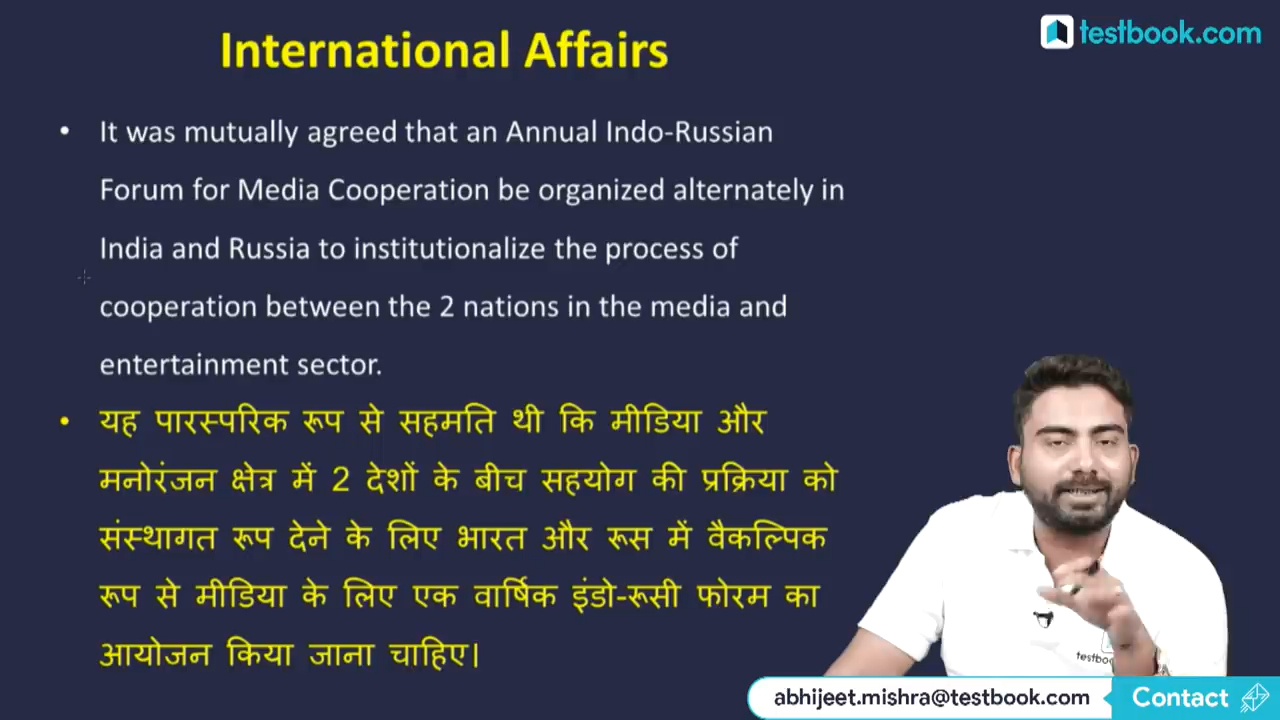 International Affairs
testbook.com
• It was mutually agreed that an Annual Indo-Russian
Forum for Media Cooperation be organized alternately in
India and Russia to institutionalize the process of
cooperation between the 2 nations in the media and
entertainment sector.
• यह पारस्परिक रूप से सहमति थी कि मीडिया और
मनोरंजन क्षेत्र में 2 देशों के बीच सहयोग की प्रक्रिया को
संस्थागत रूप देने के लिए भारत और रूस में वैकल्पिक
रूप से मीडिया के लिए एक वार्षिक इंडो-रूसी फोरम का
आयोजन किया जाना चाहिए।
abhijeet.mishra@testbook.com
Contact